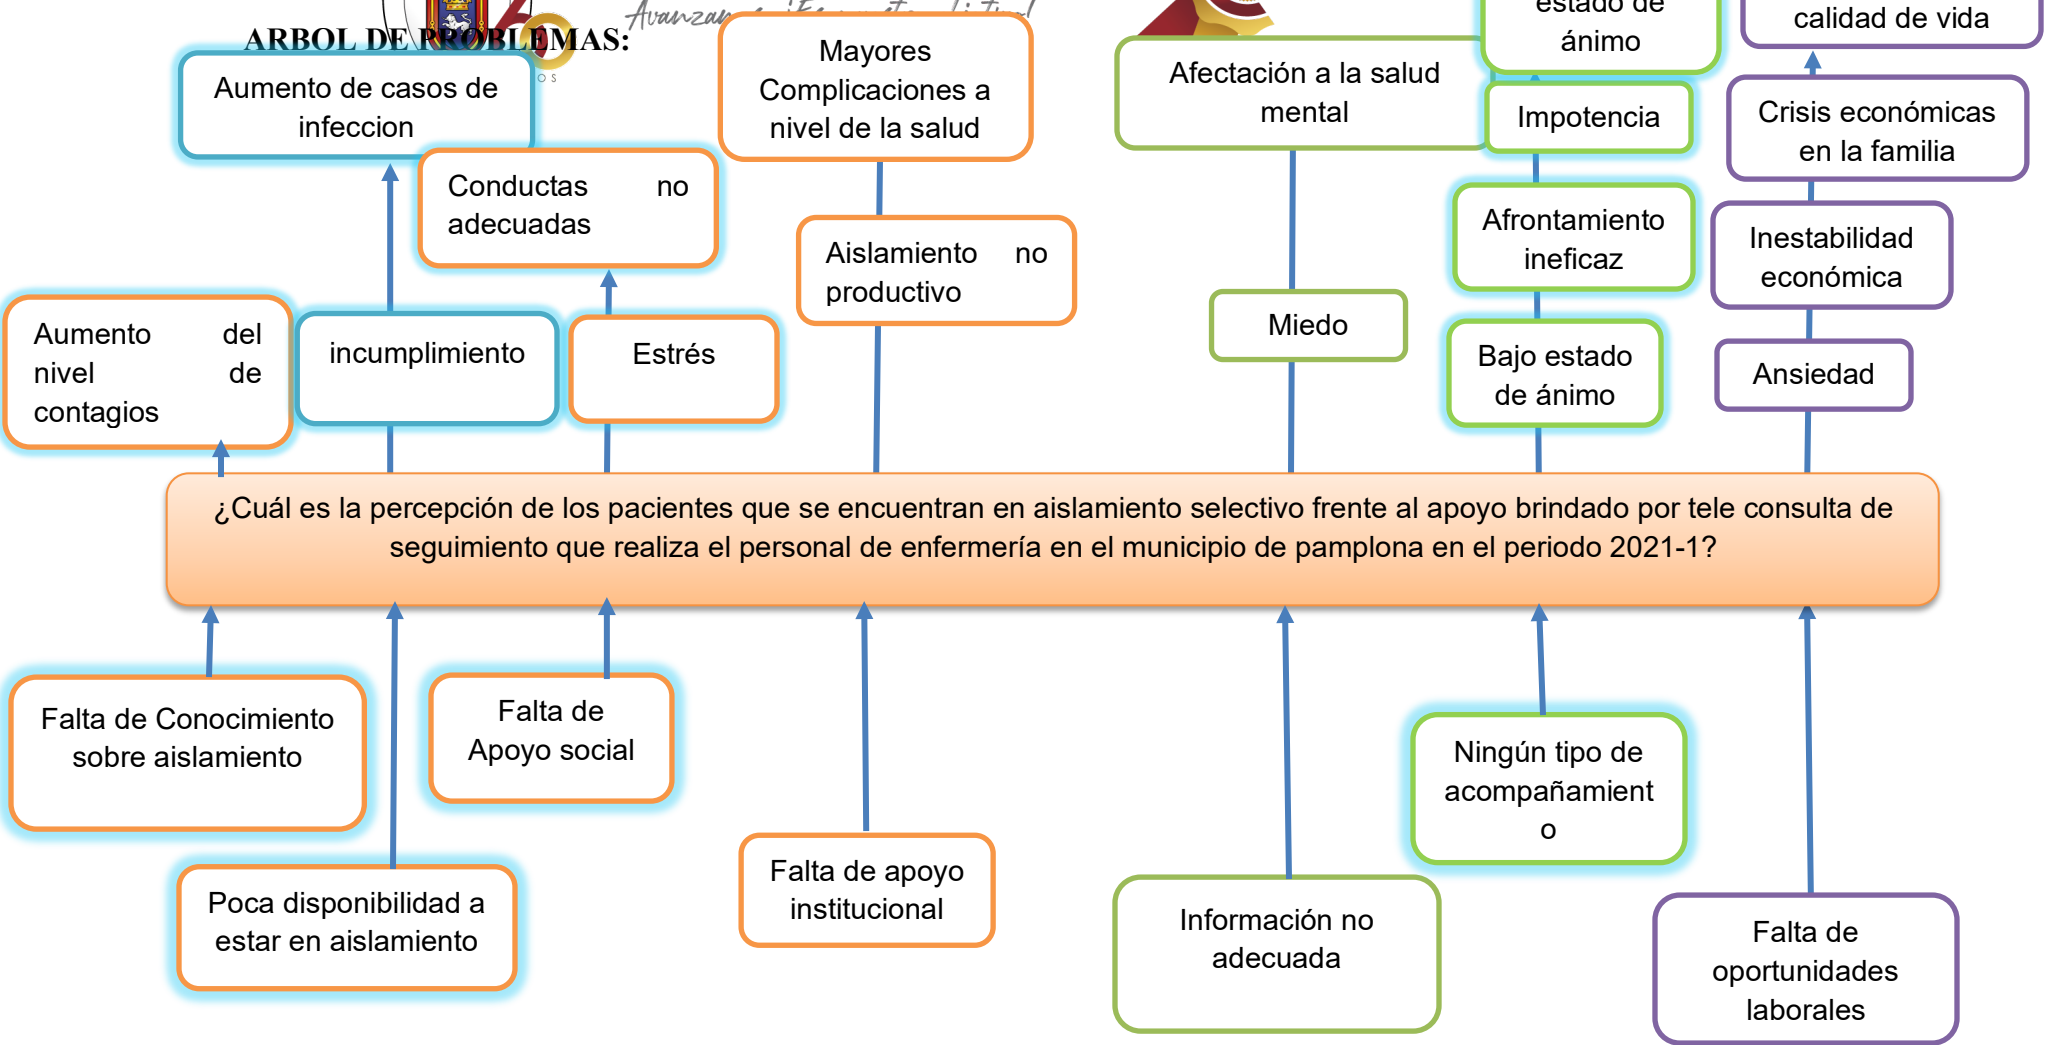 Avanzam
ARBOL DE PROBLEMAS:
O S
estado de
ánimo
calidad de vida
Aumento de casos de
infeccion
Mayores
Complicaciones a
nivel de la salud
Afectación a la salud
mental
Impotencia
Crisis económicas
en la familia
Conductas no
adecuadas
Aislamiento no
productivo
Afrontamiento
ineficaz
Inestabilidad
económica
Aumento del
nivel de
contagios
incumplimiento
Estrés
Miedo
Bajo estado
de ánimo
Ansiedad
¿Cuál es la percepción de los pacientes que se encuentran en aislamiento selectivo frente al apoyo brindado por tele consulta de
seguimiento que realiza el personal de enfermería en el municipio de pamplona en el periodo 2021-1?
Falta de Conocimiento
sobre aislamiento
Falta de
Apoyo social
Ningún tipo de
acompañamient
o
Poca disponibilidad a
estar en aislamiento
Falta de apoyo
institucional
Información no
adecuada
Falta de
oportunidades
laborales